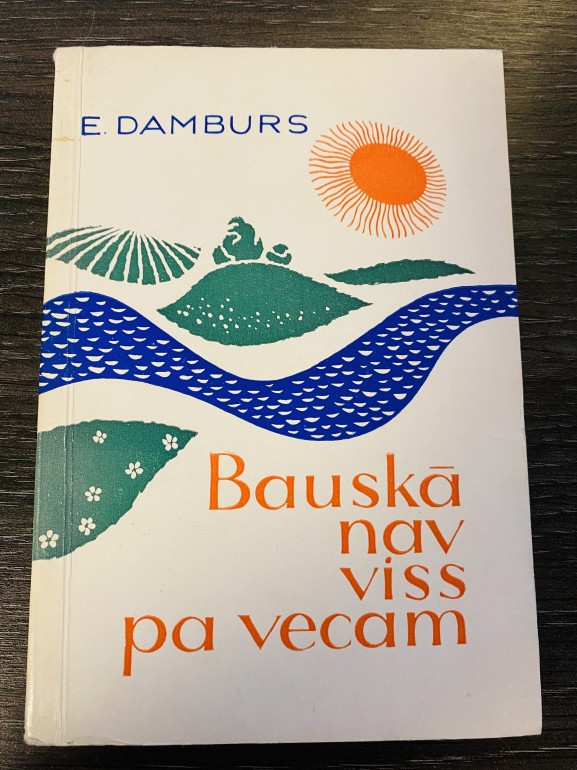 E. DAMBURS
Bauskā
nav
viss
pa vecam